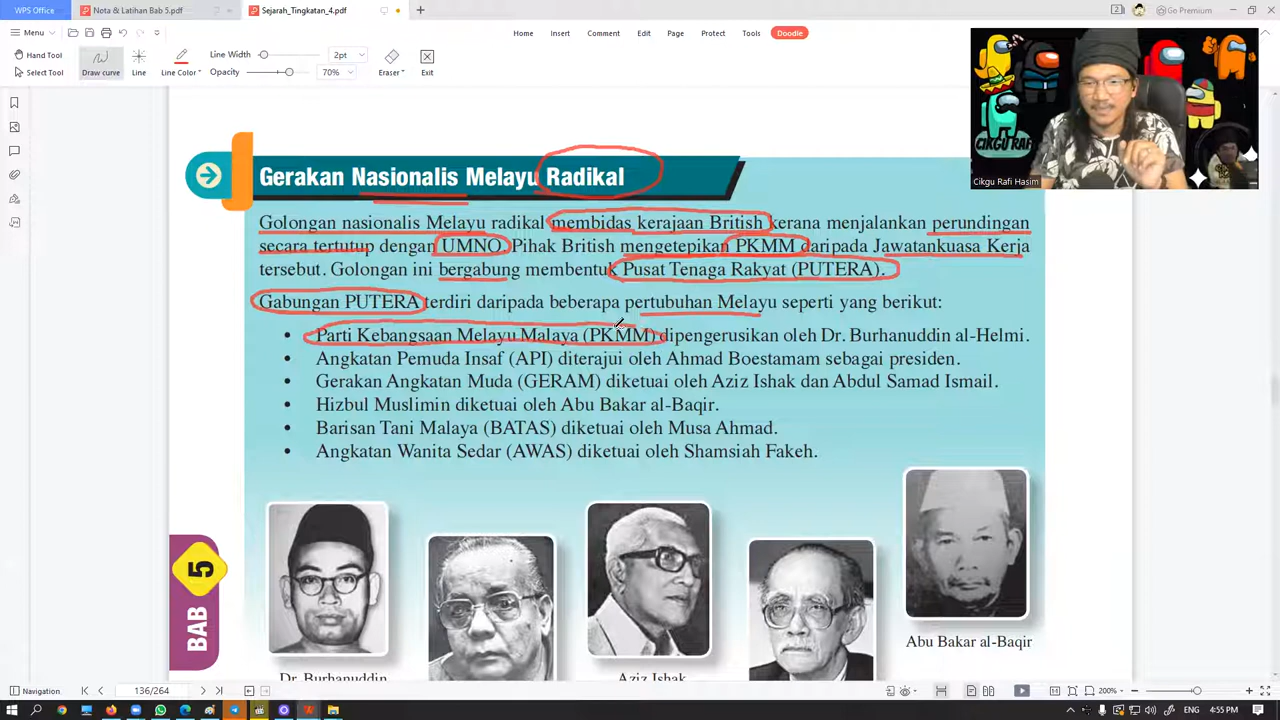 WPS Office
Nota & Latihan Bab 5.pdf
Sejarah_Tingkatan_4.pdf
Go Premium
Menu
Home
Insert
Comment
Edit
Page
Protect
Tools
Doodle
Hand Tool
Select Tool
Draw curve
Line
Line Color
Line Width
2pt
Opacity
70%
Eraser
Exit
CIKGU RAFI
Cikgu Rafi Hasim
Gerakan Nasionalis Melayu Radikal
Golongan nasionalis Melayu radikal membidas kerajaan British kerana menjalankan perundingan
secara tertutup dengan UMNO. Pihak British mengetepikan PKMM daripada Jawatankuasa Kerja
tersebut. Golongan ini bergabung membentuk Pusat Tenaga Rakyat (PUTERA).
Gabungan PUTERA terdiri daripada beberapa pertubuhan Melayu seperti yang berikut:
• Parti Kebangsaan Melayu Malaya (PKMM) dipengerusikan oleh Dr. Burhanuddin al-Helmi.
• Angkatan Pemuda Insaf (API) diterajui oleh Ahmad Boestamam sebagai presiden.
• Gerakan Angkatan Muda (GERAM) diketuai oleh Aziz Ishak dan Abdul Samad Ismail.
• Hizbul Muslimin diketuai oleh Abu Bakar al-Baqir.
• Barisan Tani Malaya (BATAS) diketuai oleh Musa Ahmad.
• Angkatan Wanita Sedar (AWAS) diketuai oleh Shamsiah Fakeh.
BAB 5
Abu Bakar al-Baqir
Dr. Burhanuddin
Aziz Ishak
Navigation
136/264
200%
4:55 PM